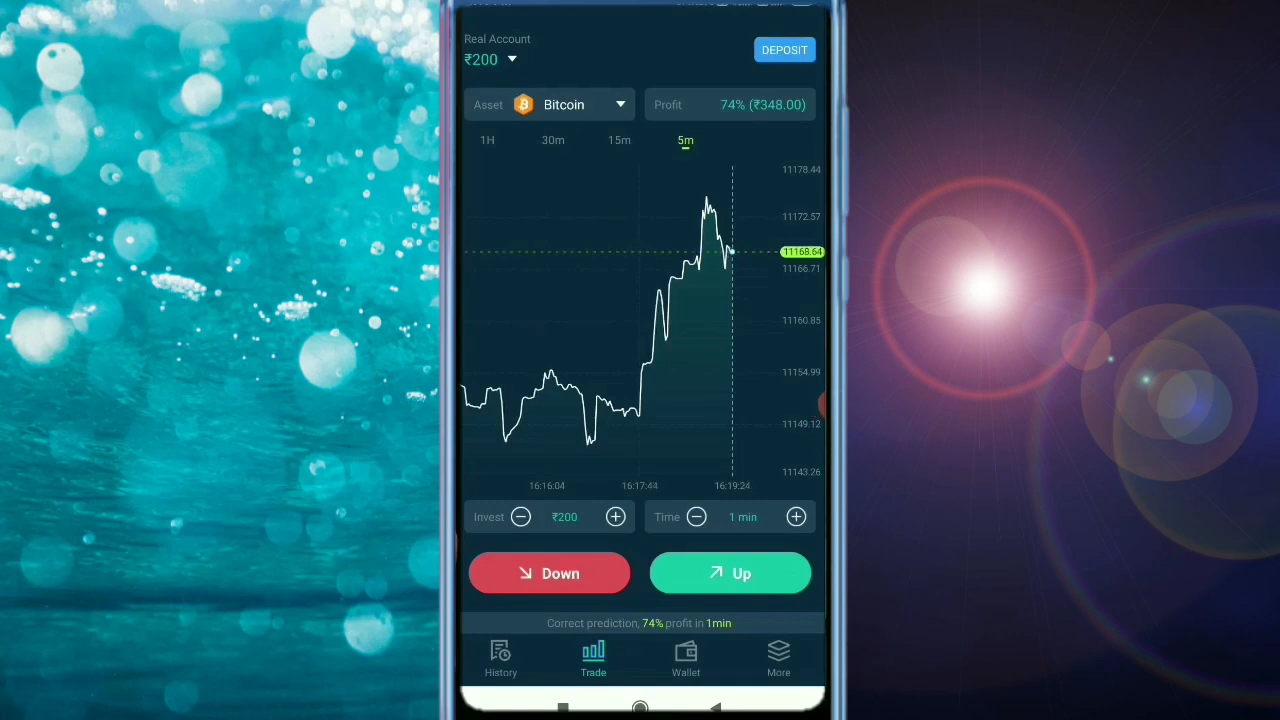 Real Account
₹200
DEPOSIT
Asset Bitcoin
Profit 74% (₹348.00)
1H 30m 15m 5m
11178.44
11172.57
11168.64
11166.71
11160.85
11154.99
11149.12
11143.26
16:16:04 16:17:44 16:19:24
Invest ₹200
Time 1 min
Down
Up
Correct prediction, 74% profit in 1min
History Trade Wallet More